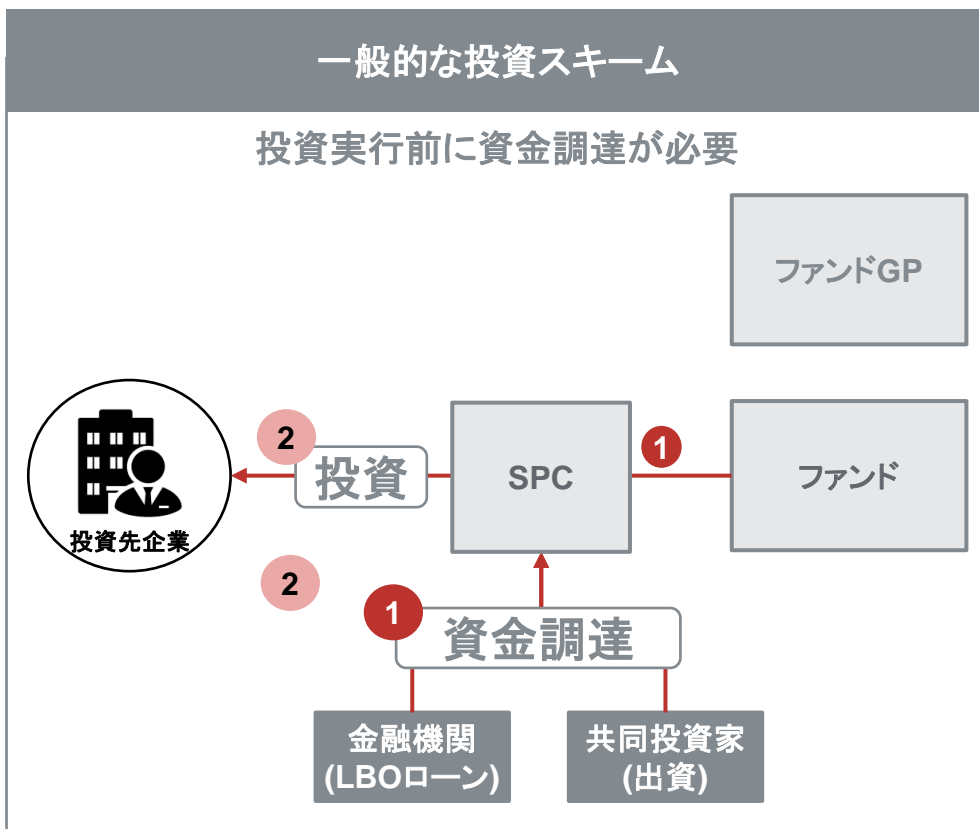 一般的な投資スキーム
投資実行前に資金調達が必要
ファンドGP
2
投資
SPC
1
ファンド
投資先企業
2
1
資金調達
金融機関
(LBOローン)
共同投資家
(出資)